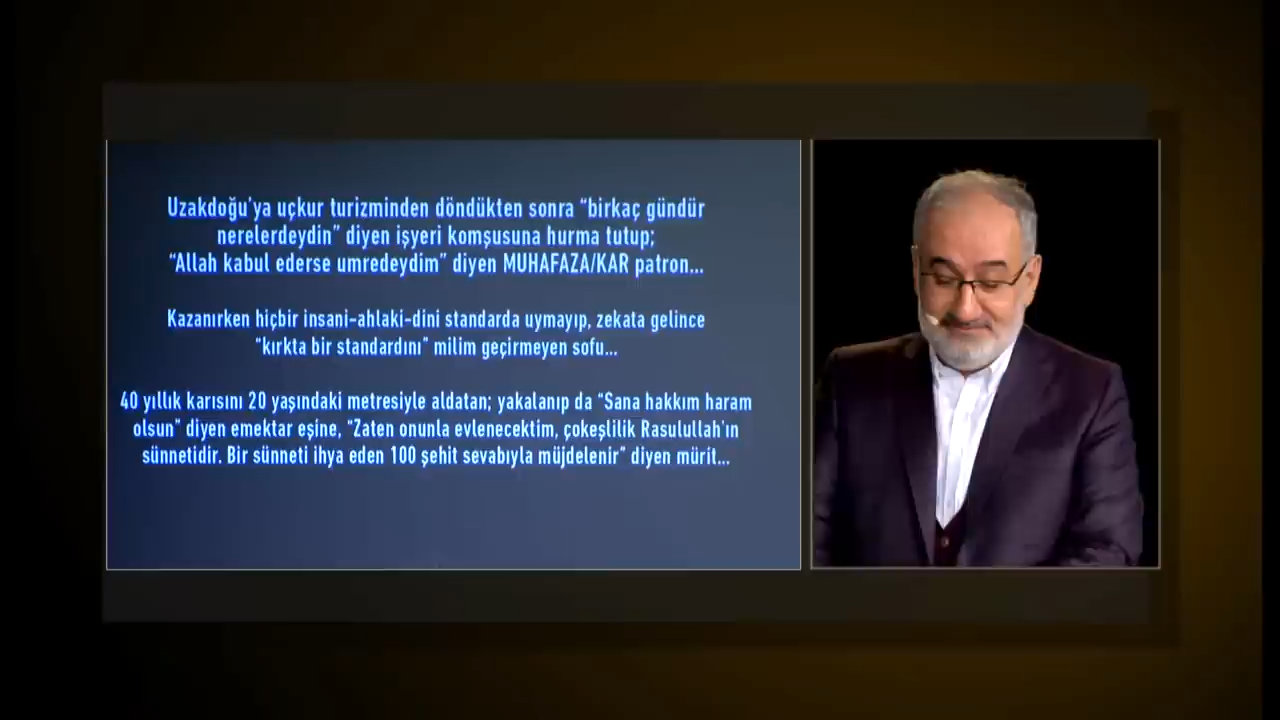 Uzakdoğu'ya uçkur turizminden döndükten sonra "birkaç gündür
nerelerdeydin" diyen işyeri komşusuna hurma tutup;
"Allah kabul ederse umredeydim" diyen MUHAFAZA/KAR patron...
Kazanırken hiçbir insani-ahlaki-dini standarda uymayıp, zekata gelince
"kırkta bir standardını" milim geçirmeyen sofu...
40 yıllık karısını 20 yaşındaki metresiyle aldatan; yakalanıp da "Sana hakkım haram
olsun" diyen emektar eşine, "Zaten onunla evlenecektim, çokeşlilik Rasulullah'ın
sünnetidir. Bir sünneti ihya eden 100 şehit sevabıyla müjdelenir" diyen mürit...